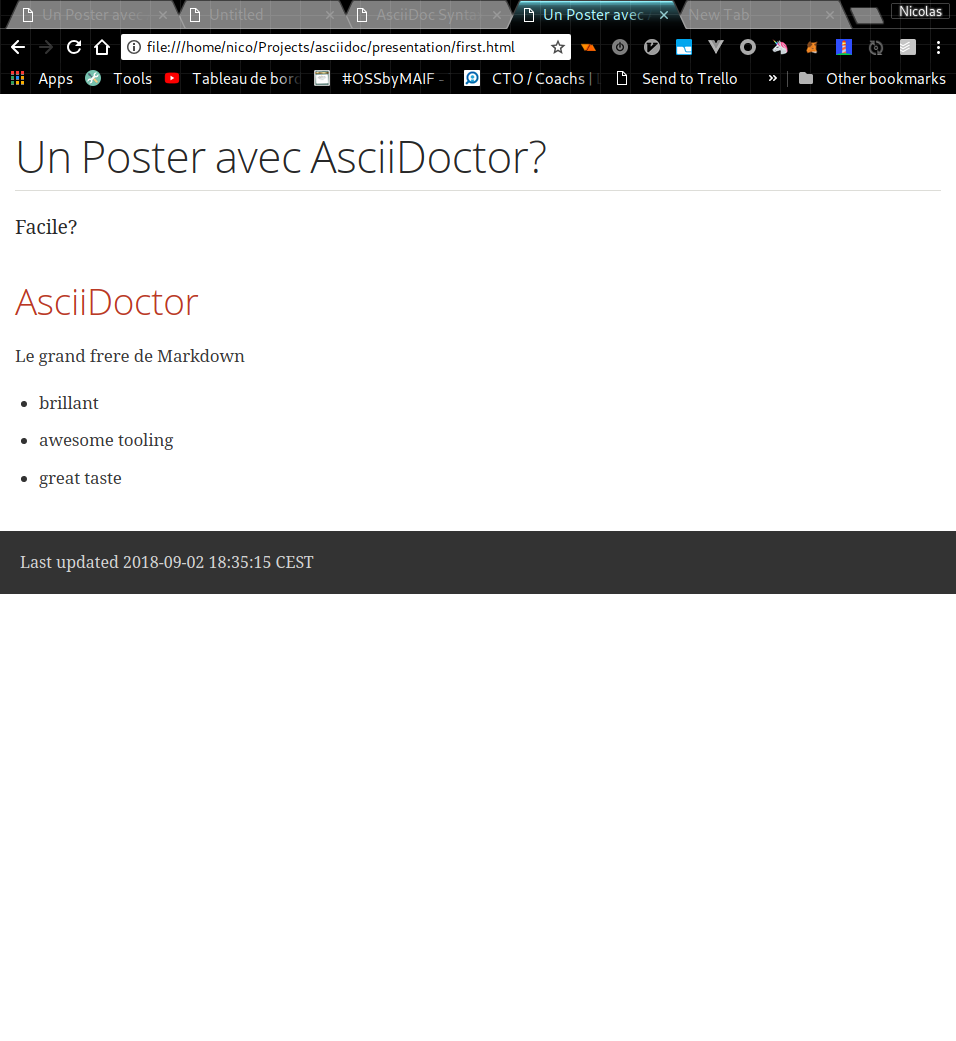 Un Poster avec
Untitled
AsciiDoc Synta
Un Poster avec
New Tab
Nicolas
file:///home/nico/Projects/asciidoc/presentation/first.html
Apps
Tools
Tableau de bord
#OSSbyMAIF -
CTO / Coachs |
Send to Trello
»
Other bookmarks
Un Poster avec AsciiDoctor?
Facile?
AsciiDoctor
Le grand frere de Markdown
• brillant
• awesome tooling
• great taste
Last updated 2018-09-02 18:35:15 CEST